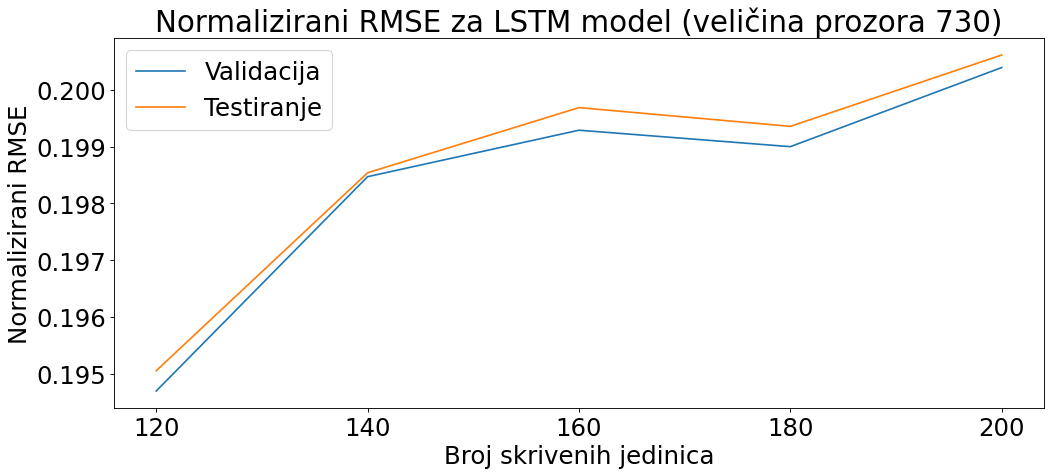 Normalizirani RMSE za LSTM model (veličina prozora 730)
Validacija
Testiranje
Normalizirani RMSE
0.200
0.199
0.198
0.197
0.196
0.195
120 140 160 180 200
Broj skrivenih jedinica